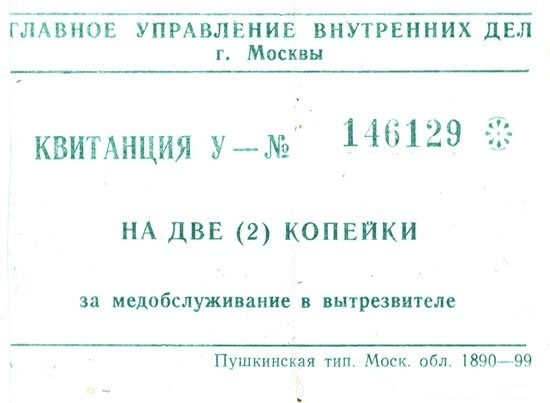 ГЛАВНОЕ УПРАВЛЕНИЕ ВНУТРЕННИХ ДЕЛ
г. Москвы
КВИТАНЦИЯ У—№ 146129
НА ДВЕ (2) КОПЕЙКИ
за медобслуживание в вытрезвителе
Пушкинская тип. Моск. обл. 1890—99